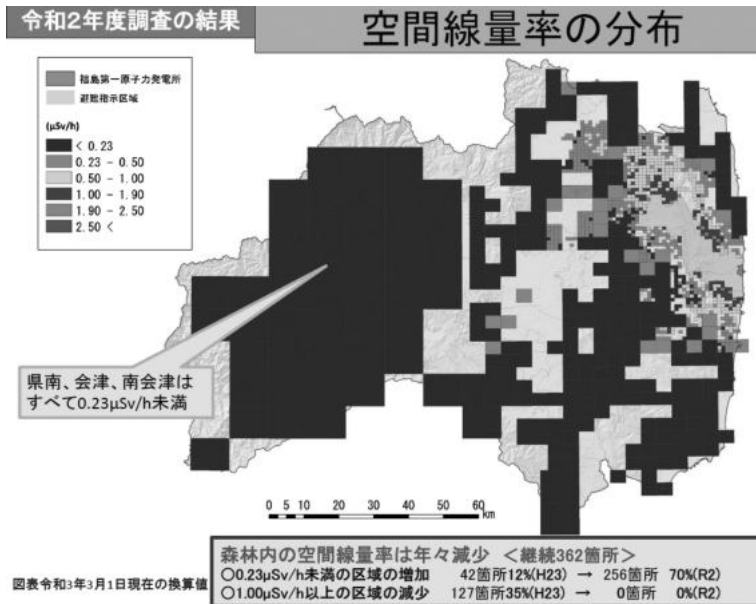 令和2年度調査の結果
空間線量率の分布
福島第一原子力発電所
避難指示区域
(μSv/h)
< 0.23
0.23 - 0.50
0.50 - 1.00
1.00 - 1.90
1.90 - 2.50
2.50 <
県南、会津、南会津は
すべて0.23μSv/h未満
0 5 10 20 30 40 50 60
km
図表令和3年3月1日現在の換算値
森林内の空間線量率は年々減少 <継続362箇所>
○0.23μSv/h未満の区域の増加 42箇所12%(H23) → 256箇所 70%(R2)
○1.00μSv/h以上の区域の減少 127箇所35%(H23) → 0箇所 0%(R2)